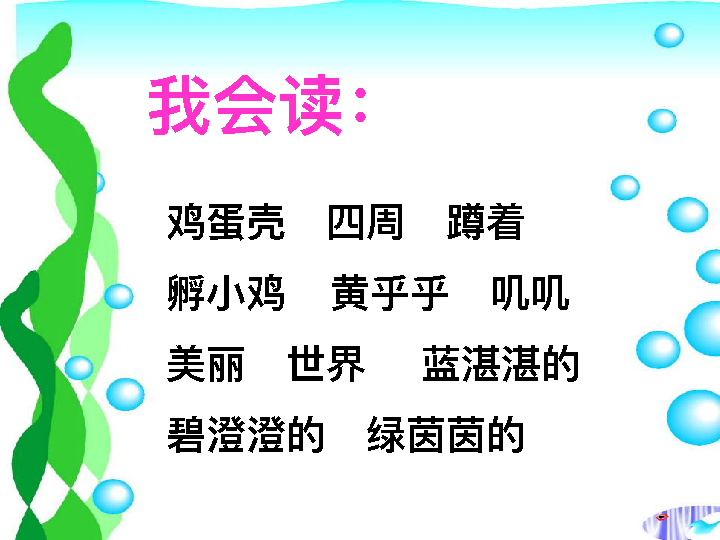 我会读：
鸡蛋壳 四周 蹲着
孵小鸡 黄乎乎 叽叽
美丽 世界 蓝湛湛的
碧澄澄的 绿茵茵的